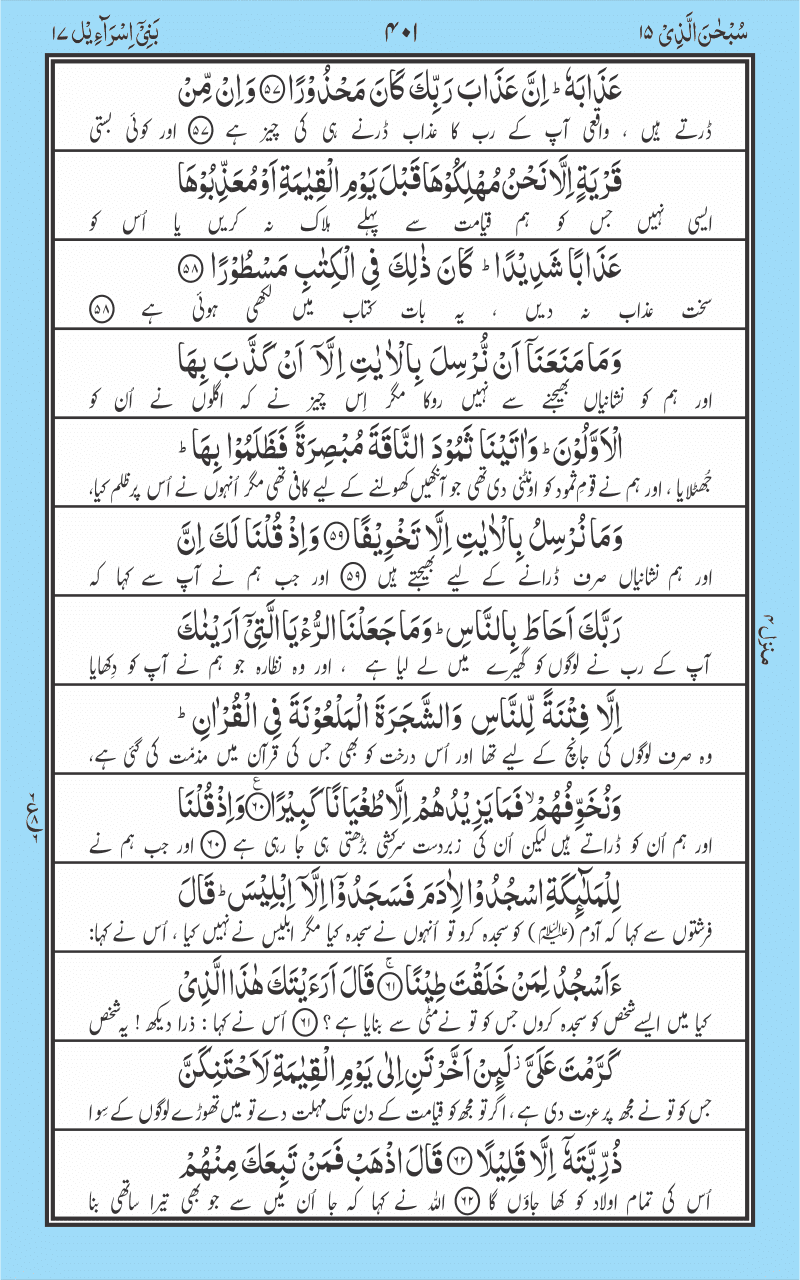 سُبْحٰنَ الَّذِیْ ۱۵
۴۰۱
بَنِیْٓ اِسْرَآءِیْل ۱۷
عَذَابَهٗ ؕ اِنَّ عَذَابَ رَبِّكَ كَانَ مَحْذُوْرًا ﴿۵۷﴾ وَ اِنْ مِّنْ
ڈرتے ہیں ، واقعی آپ کے رب کا عذاب ڈرنے ہی کی چیز ہے ﴿۵۷﴾ اور کوئی بستی
قَرْیَةٍ اِلَّا نَحْنُ مُهْلِكُوْهَا قَبْلَ یَوْمِ الْقِیٰمَةِ اَوْ مُعَذِّبُوْهَا
ایسی نہیں جس کو ہم قیامت سے پہلے ہلاک نہ کریں یا اُس کو
عَذَابًا شَدِیْدًا ؕ كَانَ ذٰلِكَ فِی الْكِتٰبِ مَسْطُوْرًا ﴿۵۸﴾
سخت عذاب نہ دیں ، یہ بات کتاب میں لکھی ہوئی ہے ﴿۵۸﴾
وَ مَا مَنَعَنَاۤ اَنْ نُّرْسِلَ بِالْاٰیٰتِ اِلَّاۤ اَنْ كَذَّبَ بِهَا
اور ہم کو نشانیاں بھیجنے سے نہیں روکا مگر اِس چیز نے کہ اگلوں نے اُن کو
الْاَوَّلُوْنَ ؕ وَ اٰتَیْنَا ثَمُوْدَ النَّاقَةَ مُبْصِرَةً فَظَلَمُوْا بِهَا ؕ
جُھٹلایا ، اور ہم نے قومِ ثمود کو اونٹنی دی تھی جو آنکھیں کھولنے کے لیے کافی تھی مگر اُنہوں نے اُس پر ظلم کیا،
وَ مَا نُرْسِلُ بِالْاٰیٰتِ اِلَّا تَخْوِیْفًا ﴿۵۹﴾ وَ اِذْ قُلْنَا لَكَ اِنَّ
اور ہم نشانیاں صرف ڈرانے کے لیے بھیجتے ہیں ﴿۵۹﴾ اور جب ہم نے آپ سے کہا کہ
رَبَّكَ اَحَاطَ بِالنَّاسِ ؕ وَ مَا جَعَلْنَا الرُّءْیَا الَّتِیْۤ اَرَیْنٰكَ
آپ کے رب نے لوگوں کو گھیرے میں لے لیا ہے ، اور وہ نظارہ جو ہم نے آپ کو دِکھایا
منزل ۴
اِلَّا فِتْنَةً لِّلنَّاسِ وَ الشَّجَرَةَ الْمَلْعُوْنَةَ فِی الْقُرْاٰنِ ؕ
وہ صرف لوگوں کی جانچ کے لیے تھا اور اُس درخت کو بھی جس کی قرآن میں مذمّت کی گئی ہے،
وَ نُخَوِّفُهُمْ ۙ فَمَا یَزِیْدُهُمْ اِلَّا طُغْیَانًا كَبِیْرًا ﴿۶۰﴾ وَ اِذْ قُلْنَا
اور ہم اُن کو ڈراتے ہیں لیکن اُن کی زبردست سرکشی بڑھتی ہی جا رہی ہے ﴿۶۰﴾ اور جب ہم نے
لِلْمَلٰٓىِٕكَةِ اسْجُدُوْا لِاٰدَمَ فَسَجَدُوْۤا اِلَّاۤ اِبْلِیْسَ ؕ قَالَ
فرشتوں سے کہا کہ آدم (علیہ السلام) کو سجدہ کرو تو اُنہوں نے سجدہ کیا مگر ابلیس نے نہیں کیا ، اُس نے کہا:
ءَاَسْجُدُ لِمَنْ خَلَقْتَ طِیْنًا ﴿۶۱﴾ قَالَ اَرَءَیْتَكَ هٰذَا الَّذِیْ
کیا میں ایسے شخص کو سجدہ کروں جس کو تو نے مٹی سے بنایا ہے ؟ ﴿۶۱﴾ اُس نے کہا : ذرا دیکھ ! یہ شخص
كَرَّمْتَ عَلَیَّ ؗ لَىِٕنْ اَخَّرْتَنِ اِلٰی یَوْمِ الْقِیٰمَةِ لَاَحْتَنِكَنَّ
جس کو تو نے مجھ پر عزت دی ہے ، اگر تو مجھ کو قیامت کے دن تک مہلت دے تو میں تھوڑے لوگوں کے سِوا
ذُرِّیَّتَهٗۤ اِلَّا قَلِیْلًا ﴿۶۲﴾ قَالَ اذْهَبْ فَمَنْ تَبِعَكَ مِنْهُمْ
اُس کی تمام اولاد کو کھا جاؤں گا ﴿۶۲﴾ اللہ نے کہا کہ جا اُن میں سے جو بھی تیرا ساتھی بنا